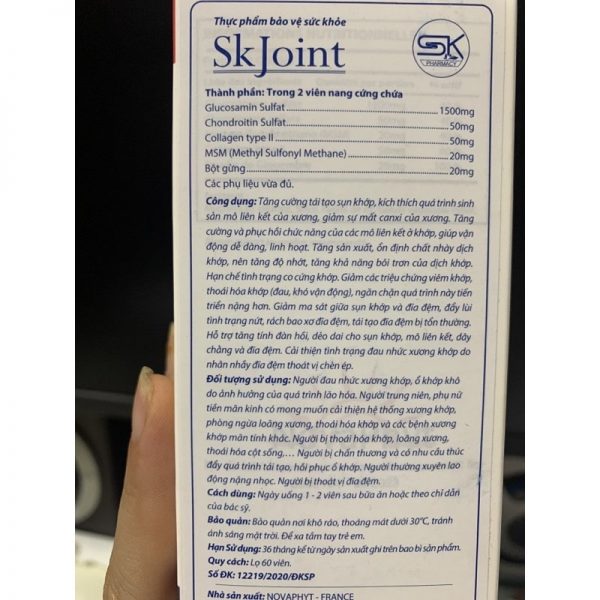 Thực phẩm bảo vệ sức khỏe
SkJoint
SK
PHARMACY
Thành phần: Trong 2 viên nang cứng chứa
Glucosamin Sulfat.....1500mg
Chondroitin Sulfat.....50mg
Collagen type II.....50mg
MSM (Methyl Sulfonyl Methane).....20mg
Bột gừng.....20mg
Các phụ liệu vừa đủ.
Công dụng: Tăng cường tái tạo sụn khớp, kích thích quá trình sinh
sản mô liên kết của xương, giảm sự mất canxi của xương. Tăng
cường và phục hồi chức năng của các mô liên kết ở khớp, giúp vận
động dễ dàng, linh hoạt. Tăng sản xuất, ổn định chất nhày dịch
khớp, nên tăng độ nhớt, tăng khả năng bôi trơn của dịch khớp.
Hạn chế tình trạng co cứng khớp. Giảm các triệu chứng viêm khớp,
thoái hóa khớp (đau, khó vận động), ngăn chặn quá trình này tiến
triển nặng hơn. Giảm ma sát giữa sụn khớp và đĩa đệm, đẩy lùi
tình trạng nứt, rách bao xơ đĩa đệm, tái tạo đĩa đệm bị tổn thương.
Hỗ trợ tăng tính đàn hồi, dẻo dai cho sụn khớp, mô liên kết, dây
chằng và đĩa đệm. Cải thiện tình trạng đau nhức xương khớp do
nhân nhầy đĩa đệm thoát vị chèn ép.
Đối tượng sử dụng: Người đau nhức xương khớp, ổ khớp khô
do ảnh hưởng của quá trình lão hóa. Người trung niên, phụ nữ
tiền mãn kinh có mong muốn cải thiện hệ thống xương khớp,
phòng ngừa loãng xương, thoái hóa khớp và các bệnh xương
khớp mãn tính khác. Người bị thoái hóa khớp, loãng xương,
thoái hóa cột sống,... Người bị chấn thương và có nhu cầu thúc
đẩy quá trình tái tạo, hồi phục ổ khớp. Người thường xuyên lao
động nặng nhọc. Người bị thoát vị đĩa đệm.
Cách dùng: Ngày uống 1 - 2 viên sau bữa ăn hoặc theo chỉ dẫn
của bác sỹ.
Bảo quản: Bảo quản nơi khô ráo, thoáng mát dưới 30°C, tránh
ánh sáng mặt trời. Để xa tầm tay trẻ em.
Hạn Sử dụng: 36 tháng kể từ ngày sản xuất ghi trên bao bì sản phẩm.
Quy cách: Lọ 60 viên.
Số ĐK: 12219/2020/ĐKSP
Nhà sản xuất: NOVAPHYT - FRANCE